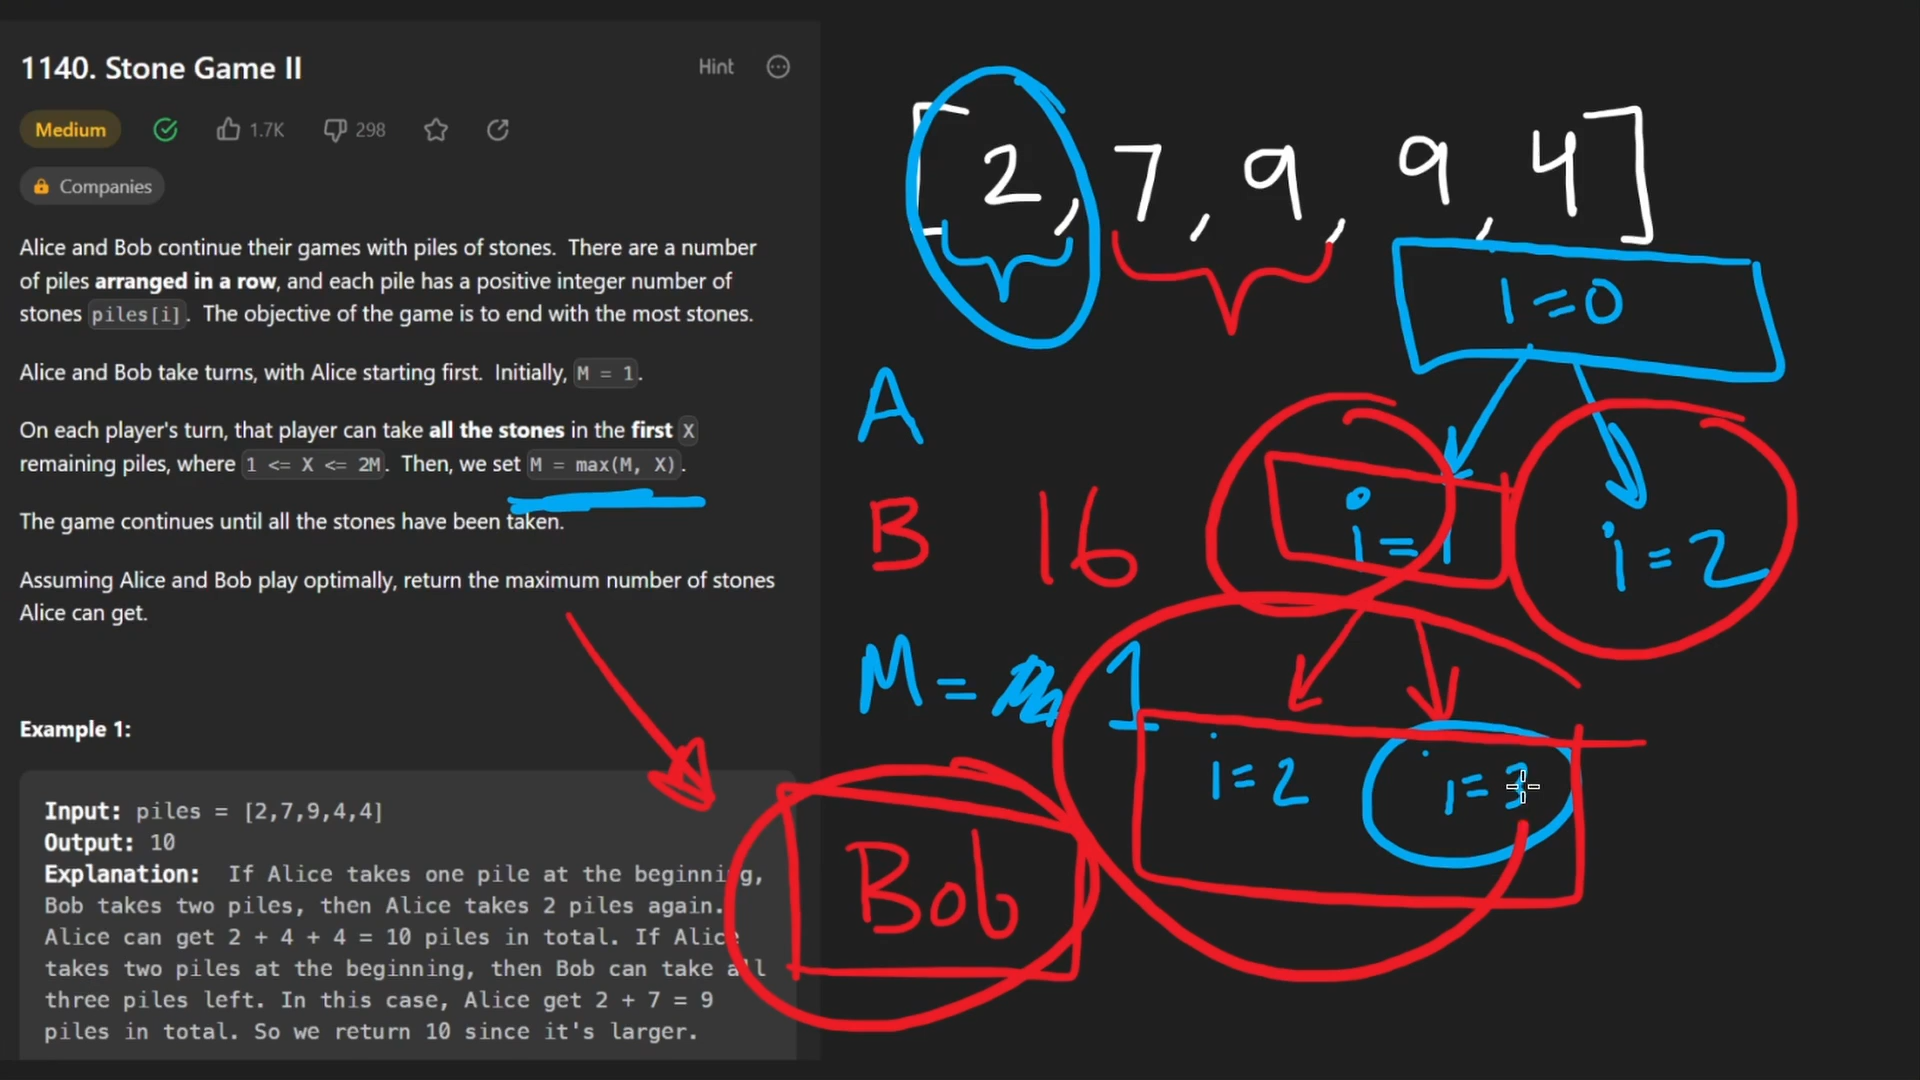 1140. Stone Game II
Hint
Medium
1.7K
298
Companies
Alice and Bob continue their games with piles of stones. There are a number
of piles arranged in a row, and each pile has a positive integer number of
stones piles[i]. The objective of the game is to end with the most stones.
Alice and Bob take turns, with Alice starting first. Initially, M = 1.
On each player's turn, that player can take all the stones in the first X
remaining piles, where 1 <= X <= 2M. Then, we set M = max(M, X).
The game continues until all the stones have been taken.
Assuming Alice and Bob play optimally, return the maximum number of stones
Alice can get.
Example 1:
Input: piles = [2,7,9,4,4]
Output: 10
Explanation: If Alice takes one pile at the beginning,
Bob takes two piles, then Alice takes 2 piles again.
Alice can get 2 + 4 + 4 = 10 piles in total. If Alice
takes two piles at the beginning, then Bob can take all
three piles left. In this case, Alice get 2 + 7 = 9
piles in total. So we return 10 since it's larger.
[2, 7, 9, 9, 4]
i=0
A
B 16
i=1
i=2
M = 1
i=2
i=3
Bob